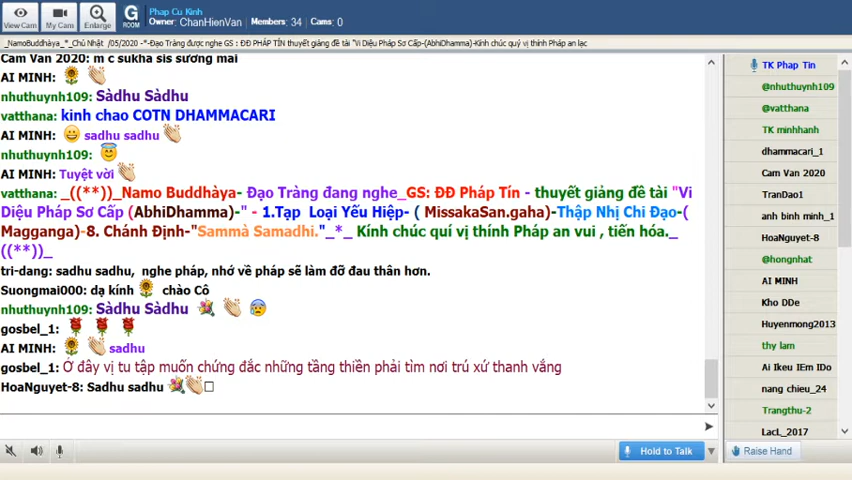 View Cam
My Cam
Enlarge
G
ROOM
Phap Cu Kinh
Owner: ChanHienVan
Members: 34
Cams: 0
_NamoBuddhàya_*_Chủ Nhật /05/2020 -*-Đạo Tràng được nghe GS : ĐĐ PHÁP TÍN thuyết giảng đề tài "Vi Diệu Pháp Sơ Cấp-(AbhiDhamma)-Kính chúc quý vị thính Pháp an lạc
Cam Van 2020: m c sukha sis sương mai
AI MINH:
nhuthuynh109: Sàdhu Sàdhu
vatthana: kinh chao COTN DHAMMACARI
AI MINH: sadhu sadhu
nhuthuynh109:
AI MINH: Tuyệt vời
vatthana: _((**))_Namo Buddhàya- Đạo Tràng đang nghe_GS: ĐĐ Pháp Tín - thuyết giảng đề tài "Vi
Diệu Pháp Sơ Cấp (AbhiDhamma)-" - 1.Tạp Loại Yếu Hiệp- ( MissakaSan.gaha)-Thập Nhị Chi Đạo-(
Magganga)-8. Chánh Định-"Sammà Samadhi."_*_ Kính chúc quí vị thính Pháp an vui , tiến hóa._
((**))_
tri-dang: sadhu sadhu, nghe pháp, nhớ về pháp sẽ làm đỡ đau thân hơn.
Suongmai000: dạ kính chào Cô
nhuthuynh109: Sàdhu Sàdhu
gosbel_1:
AI MINH: sadhu
gosbel_1: Ở đây vị tu tập muốn chứng đắc những tầng thiền phải tìm nơi trú xứ thanh vắng
HoaNguyet-8: Sadhu sadhu
Hold to Talk
TK Phap Tin
@nhuthuynh109
@vatthana
TK minhhanh
dhammacari_1
Cam Van 2020
TranDao1
anh binh minh_1
HoaNguyet-8
@hongnhat
AI MINH
Kho DDe
Huyenmong2013
thy lam
Ai Ikeu IEm IDo
nang chieu_24
Trangthu-2
LacL_2017
Raise Hand